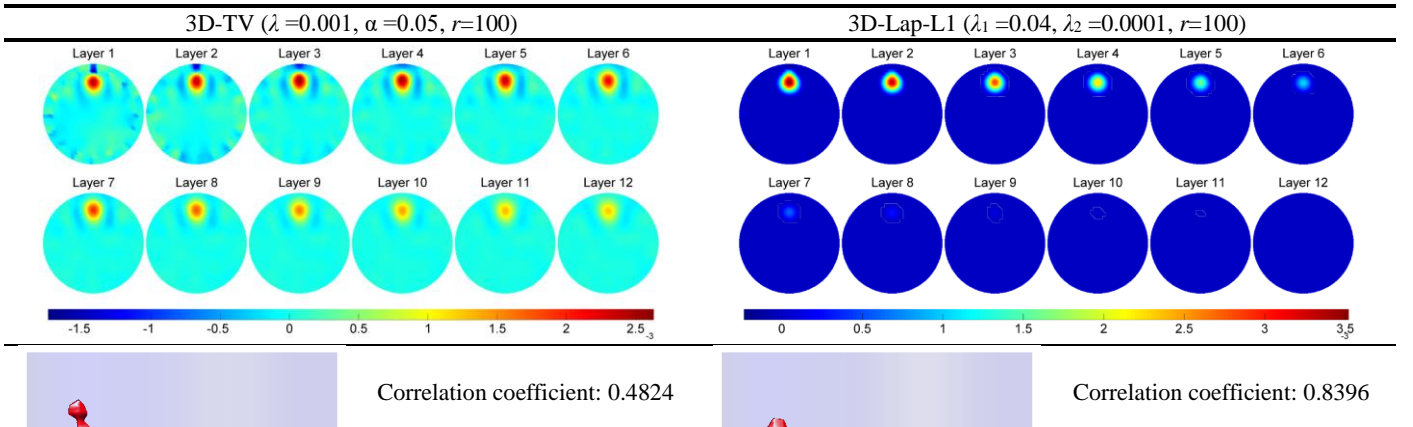 3D-TV (λ =0.001, α =0.05, r=100)
Layer 1 Layer 2 Layer 3 Layer 4 Layer 5 Layer 6
Layer 7 Layer 8 Layer 9 Layer 10 Layer 11 Layer 12
-1.5 -1 -0.5 0 0.5 1 1.5 2 2.5
-3
Correlation coefficient: 0.4824
3D-Lap-L1 (λ1 =0.04, λ2 =0.0001, r=100)
Layer 1 Layer 2 Layer 3 Layer 4 Layer 5 Layer 6
Layer 7 Layer 8 Layer 9 Layer 10 Layer 11 Layer 12
0 0.5 1 1.5 2 2.5 3 3.5
-3
Correlation coefficient: 0.8396